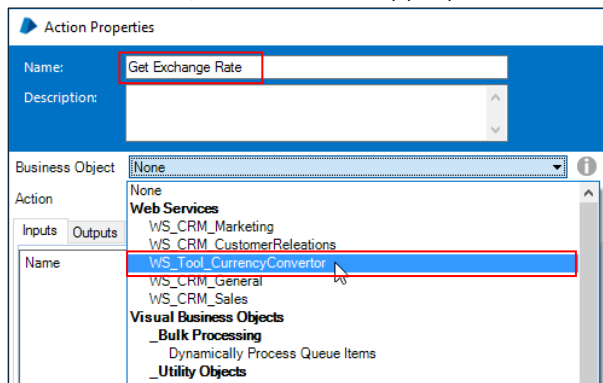 Action Properties
Name: Get Exchange Rate
Description:
Business Object None
Action
None
Web Services
WS_CRM_Marketing
Inputs Outputs
WS_CRM_CustomerReleations
Name
WS_Tool_CurrencyConvertor
WS_CRM_General
WS_CRM_Sales
Visual Business Objects
_Bulk Processing
Dynamically Process Queue Items
_Utility Objects